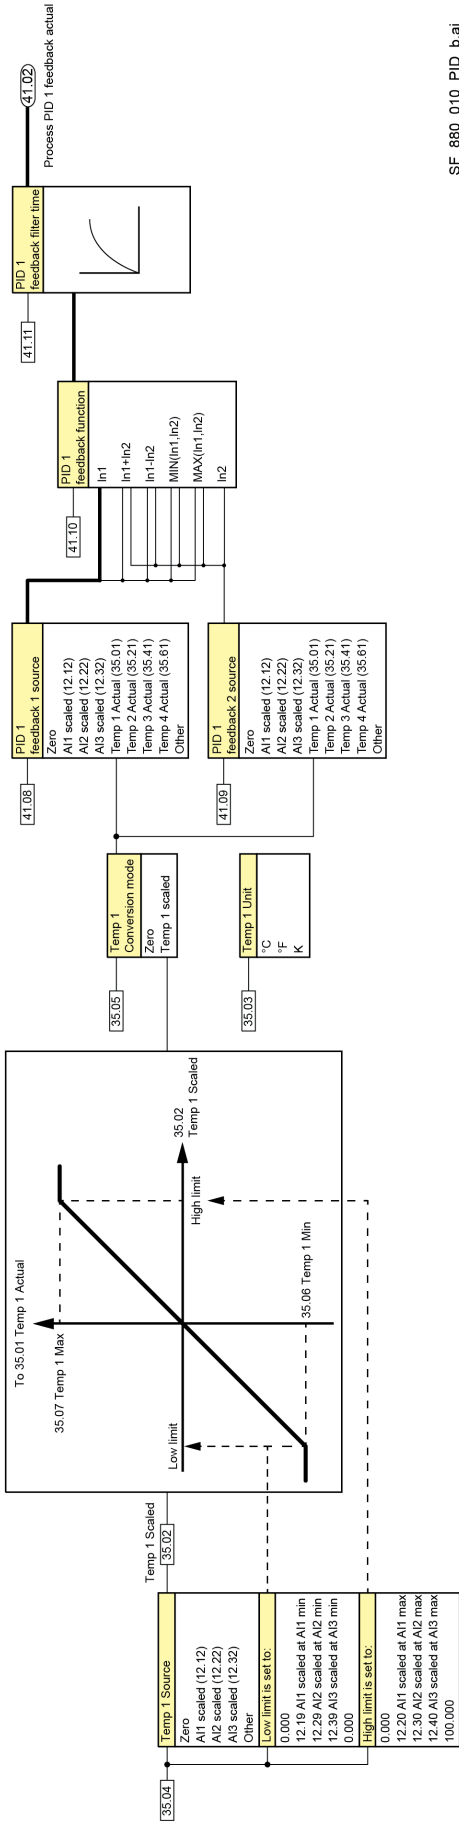 35.04
Temp 1 Source
Zero
AI1 scaled (12.12)
AI2 scaled (12.22)
AI3 scaled (12.32)
Other
Low limit is set to:
0.000
12.19 AI1 scaled at AI1 min
12.29 AI2 scaled at AI2 min
12.39 AI3 scaled at AI3 min
0.000
High limit is set to:
0.000
12.20 AI1 scaled at AI1 max
12.30 AI2 scaled at AI2 max
12.40 AI3 scaled at AI3 max
100.000
Temp 1 Scaled
35.02
To 35.01 Temp 1 Actual
35.07 Temp 1 Max
Low limit
High limit
35.02
Temp 1 Scaled
35.06 Temp 1 Min
35.05
Temp 1
Conversion mode
Zero
Temp 1 scaled
35.03
Temp 1 Unit
°C
°F
K
41.08
PID 1
feedback 1 source
Zero
AI1 scaled (12.12)
AI2 scaled (12.22)
AI3 scaled (12.32)
Temp 1 Actual (35.01)
Temp 2 Actual (35.21)
Temp 3 Actual (35.41)
Temp 4 Actual (35.61)
Other
41.09
PID 1
feedback 2 source
Zero
AI1 scaled (12.12)
AI2 scaled (12.22)
AI3 scaled (12.32)
Temp 1 Actual (35.01)
Temp 2 Actual (35.21)
Temp 3 Actual (35.41)
Temp 4 Actual (35.61)
Other
41.10
PID 1
feedback function
In1
In1+In2
In1-In2
MIN(In1,In2)
MAX(In1,In2)
In2
41.11
PID 1
feedback filter time
41.02
Process PID 1 feedback actual
SF_880_010_PID_b.ai